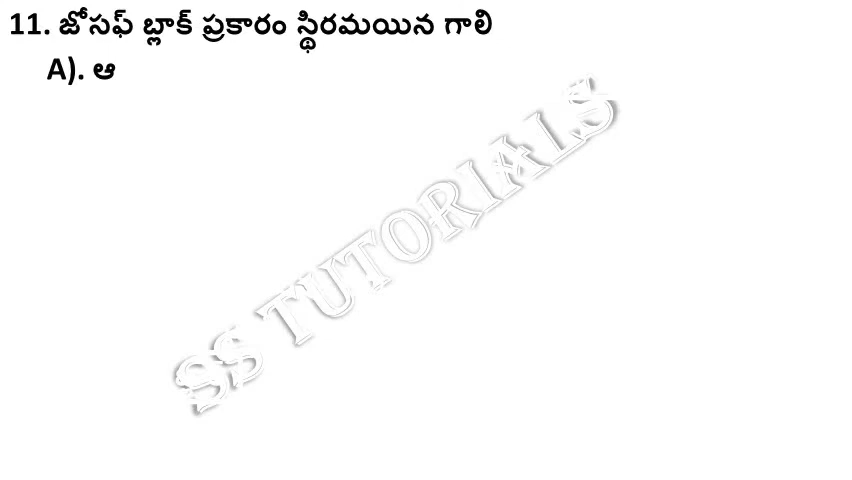 11. జోసఫ్ బ్లాక్ ప్రకారం స్థిరమయిన గాలి
A). ఆ
SS TUTORIALS